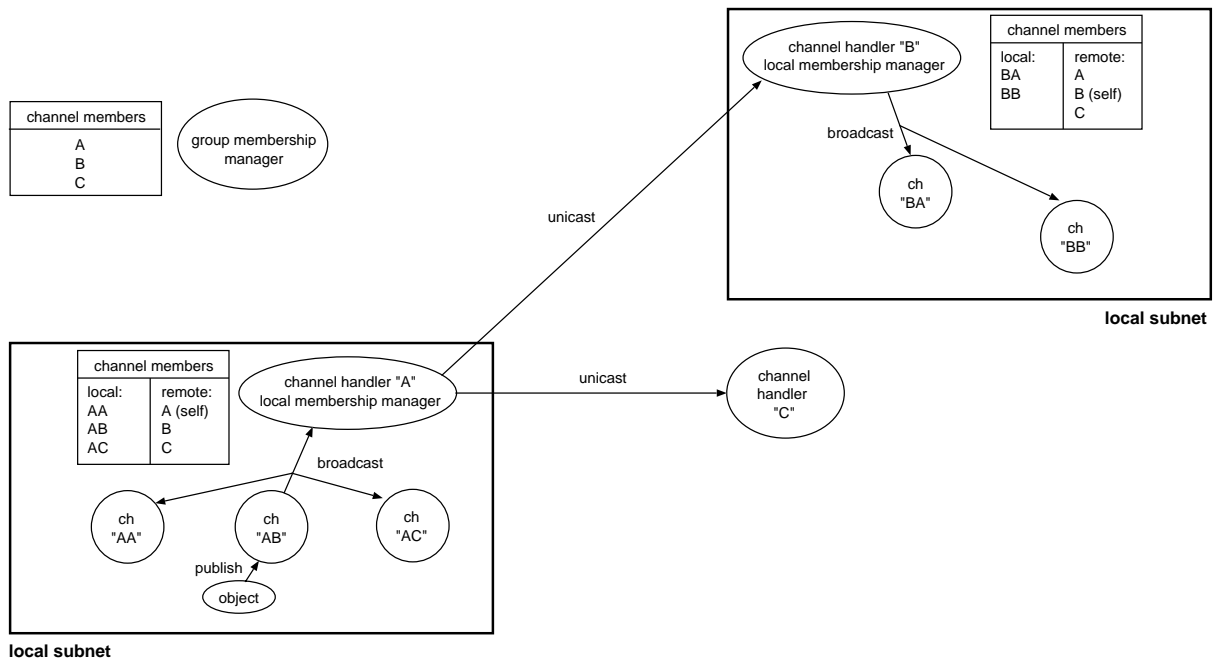 channel members
A
B
C
group membership
manager
channel handler "B"
local membership manager
channel members
local:
BA
BB
remote:
A
B (self)
C
broadcast
ch
"BA"
ch
"BB"
local subnet
unicast
unicast
channel
handler
"C"
channel members
local:
AA
AB
AC
remote:
A (self)
B
C
channel handler "A"
local membership manager
broadcast
ch
"AA"
ch
"AB"
ch
"AC"
publish
object
local subnet